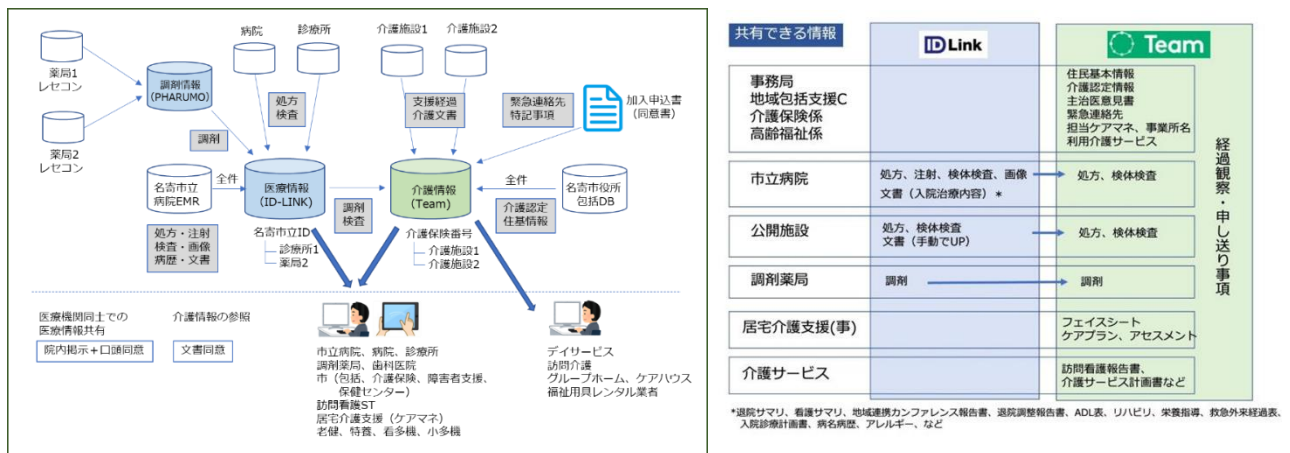 病院
診療所
介護施設1
介護施設2
薬局1
レセコン
調剤情報
(PHARUMO)
処方
検査
支援経過
介護文書
緊急連絡先
特記事項
加入申込書
(同意書)
調剤
薬局2
レセコン
名寄市立
病院EMR
全件
医療情報
(ID-LINK)
介護情報
(Team)
全件
名寄市役所
包括DB
調剤
検査
介護認定
住基情報
処方・注射
検査・画像
病歴・文書
名寄市立ID
診療所1
薬局2
介護保険番号
介護施設1
介護施設2
医療機関同士での
医療情報共有
介護情報の参照
院内掲示+口頭同意
文書同意
市立病院、病院、診療所
調剤薬局、歯科医院
市(包括、介護保険、障害者支援、
保健センター)
訪問看護ST
居宅介護支援(ケアマネ)
老健、特養、看多機、小多機
デイサービス
訪問介護
グループホーム、ケアハウス
福祉用具レンタル業者
共有できる情報
ID Link
Team
事務局
地域包括支援C
介護保険係
高齢福祉係
住民基本情報
介護認定情報
主治医意見書
緊急連絡先
担当ケアマネ、事業所名
利用介護サービス
市立病院
処方、注射、検体検査、画像
文書(入院治療内容)*
処方、検体検査
公開施設
処方、検体検査
文書(手動でUP)
処方、検体検査
調剤薬局
調剤
調剤
居宅介護支援(事)
フェイスシート
ケアプラン、アセスメント
介護サービス
訪問看護報告書、
介護サービス計画書など
経過観察・申し送り事項
*退院サマリ、看護サマリ、地域連携カンファレンス報告書、退院調整報告書、ADL表、リハビリ、栄養指導、救急外来経過表、
入院診療計画書、病名病歴、アレルギー、など